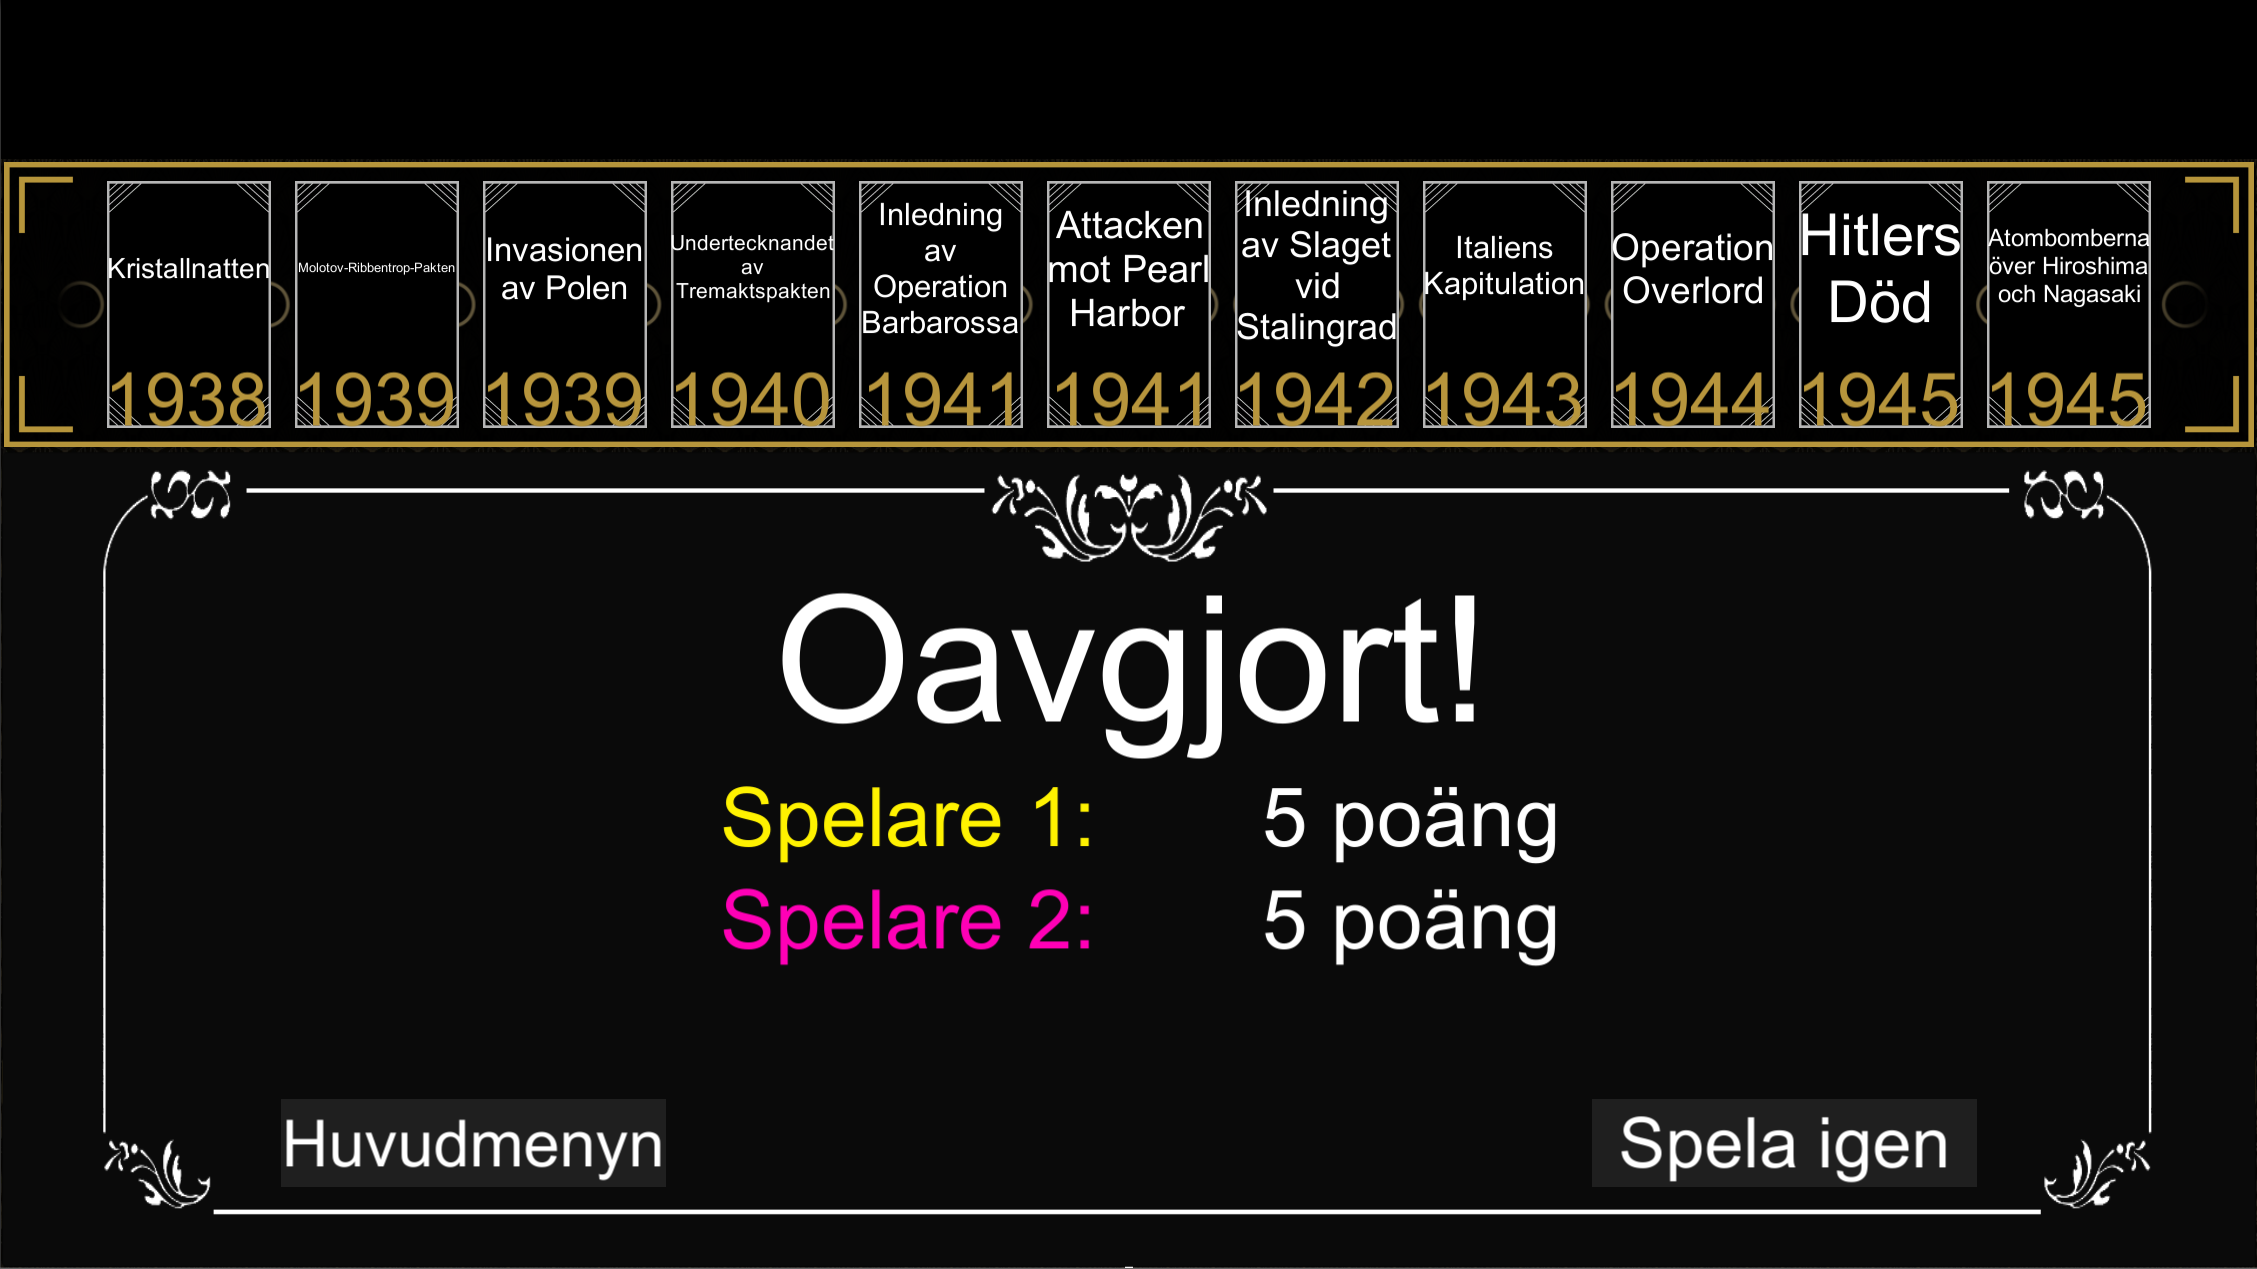 Kristallnatten
1938
Molotov-Ribbentrop-Pakten
1939
Invasionen
av Polen
1939
Undertecknandet
av
Tremaktspakten
1940
Inledning
av
Operation
Barbarossa
1941
Attacken
mot Pearl
Harbor
1941
Inledning
av Slaget
vid
Stalingrad
1942
Italiens
Kapitulation
1943
Operation
Overlord
1944
Hitlers
Död
1945
Atombomberna
över Hiroshima
och Nagasaki
1945
Oavgjort!
Spelare 1: 5 poäng
Spelare 2: 5 poäng
Huvudmenyn
Spela igen